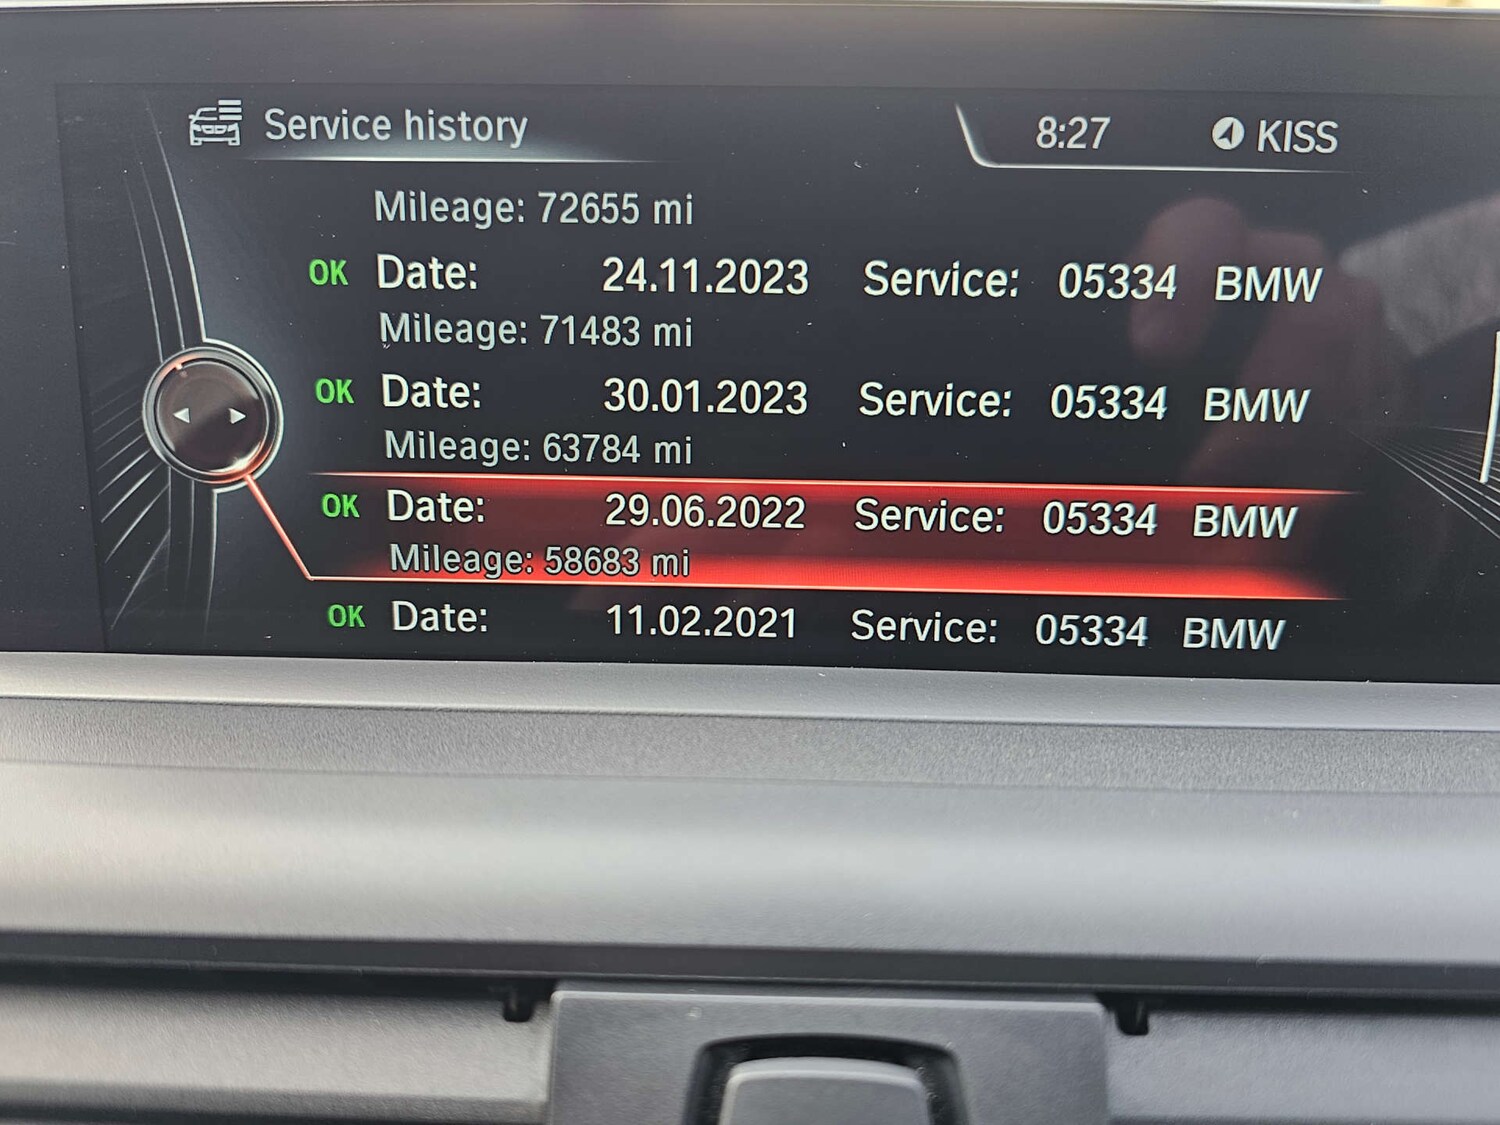 Service history 8:27 KISS
Mileage: 72655 mi
OK Date: 24.11.2023 Service: 05334 BMW
Mileage: 71483 mi
OK Date: 30.01.2023 Service: 05334 BMW
Mileage: 63784 mi
OK Date: 29.06.2022 Service: 05334 BMW
Mileage: 58683 mi
OK Date: 11.02.2021 Service: 05334 BMW